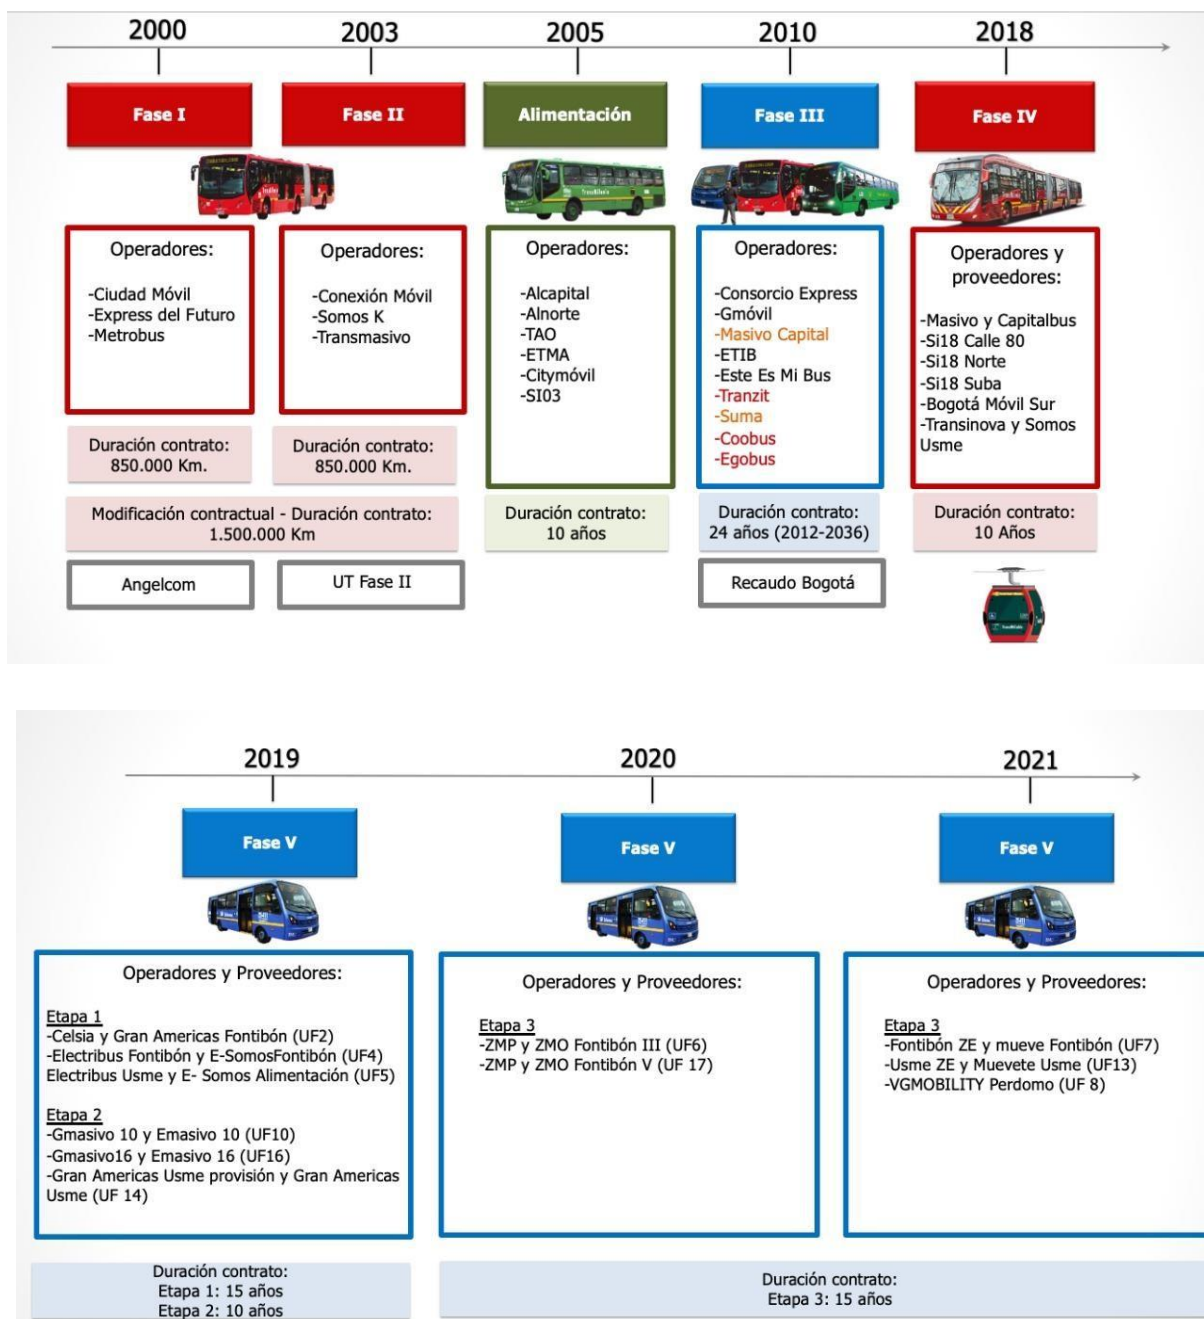 2000
2003
2005
2010
2018
Fase I
Fase II
Alimentación
Fase III
Fase IV
Operadores:
-Ciudad Móvil
-Express del Futuro
-Metrobus
Operadores:
-Conexión Móvil
-Somos K
-Transmasivo
Operadores:
-Alcapital
-Alnorte
-TAO
-ETMA
-Citymóvil
-SI03
Operadores:
-Consorcio Express
-Gmóvil
-Masivo Capital
-ETIB
-Este Es Mi Bus
-Tranzit
-Suma
-Coobus
-Egobus
Operadores y
proveedores:
-Masivo y Capitalbus
-Si18 Calle 80
-Si18 Norte
-Si18 Suba
-Bogotá Móvil Sur
-Transinova y Somos
Usme
Duración contrato:
850.000 Km.
Duración contrato:
850.000 Km.
Modificación contractual - Duración contrato:
1.500.000 Km
Duración contrato:
10 años
Duración contrato:
24 años (2012-2036)
Duración contrato:
10 Años
Angelcom
UT Fase II
Recaudo Bogotá
2019
2020
2021
Fase V
Fase V
Fase V
Operadores y Proveedores:
Etapa 1
-Celsia y Gran Americas Fontibón (UF2)
-Electribus Fontibón y E-SomosFontibón (UF4)
Electribus Usme y E- Somos Alimentación (UF5)
Etapa 2
-Gmasivo 10 y Emasivo 10 (UF10)
-Gmasivo16 y Emasivo 16 (UF16)
-Gran Americas Usme provisión y Gran Americas
Usme (UF 14)
Operadores y Proveedores:
Etapa 3
-ZMP y ZMO Fontibón III (UF6)
-ZMP y ZMO Fontibón V (UF 17)
Operadores y Proveedores:
Etapa 3
-Fontibón ZE y mueve Fontibón (UF7)
-Usme ZE y Muevete Usme (UF13)
-VGMOBILITY Perdomo (UF 8)
Duración contrato:
Etapa 1: 15 años
Etapa 2: 10 años
Duración contrato:
Etapa 3: 15 años